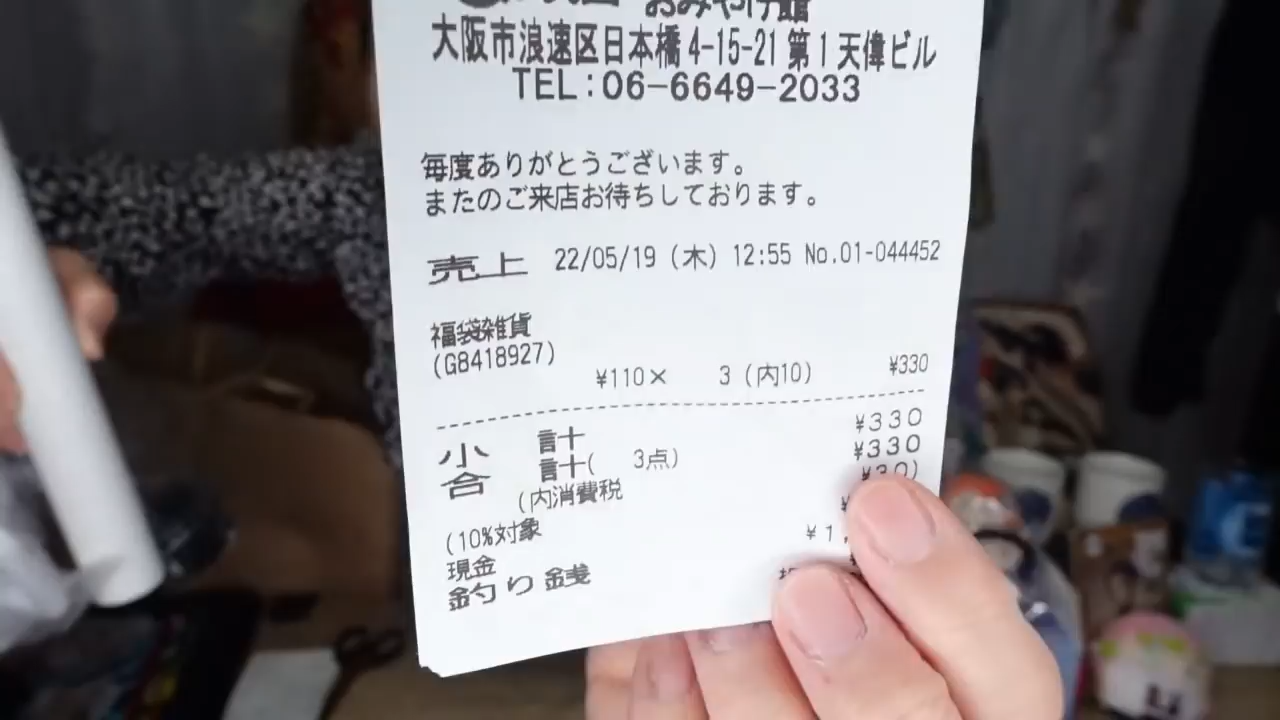 おみやげ館
大阪市浪速区日本橋4-15-21 第1天偉ビル
TEL:06-6649-2033
毎度ありがとうございます。
またのご来店お待ちしております。
売上 22/05/19 (木) 12:55 No.01-044452
福袋雑貨
(G8418927)
¥110× 3 (内10) ¥330
小計 ¥330
合計( 3点) ¥330
(内消費税 ¥30)
(10%対象 ¥
現金 ¥1,
釣り銭